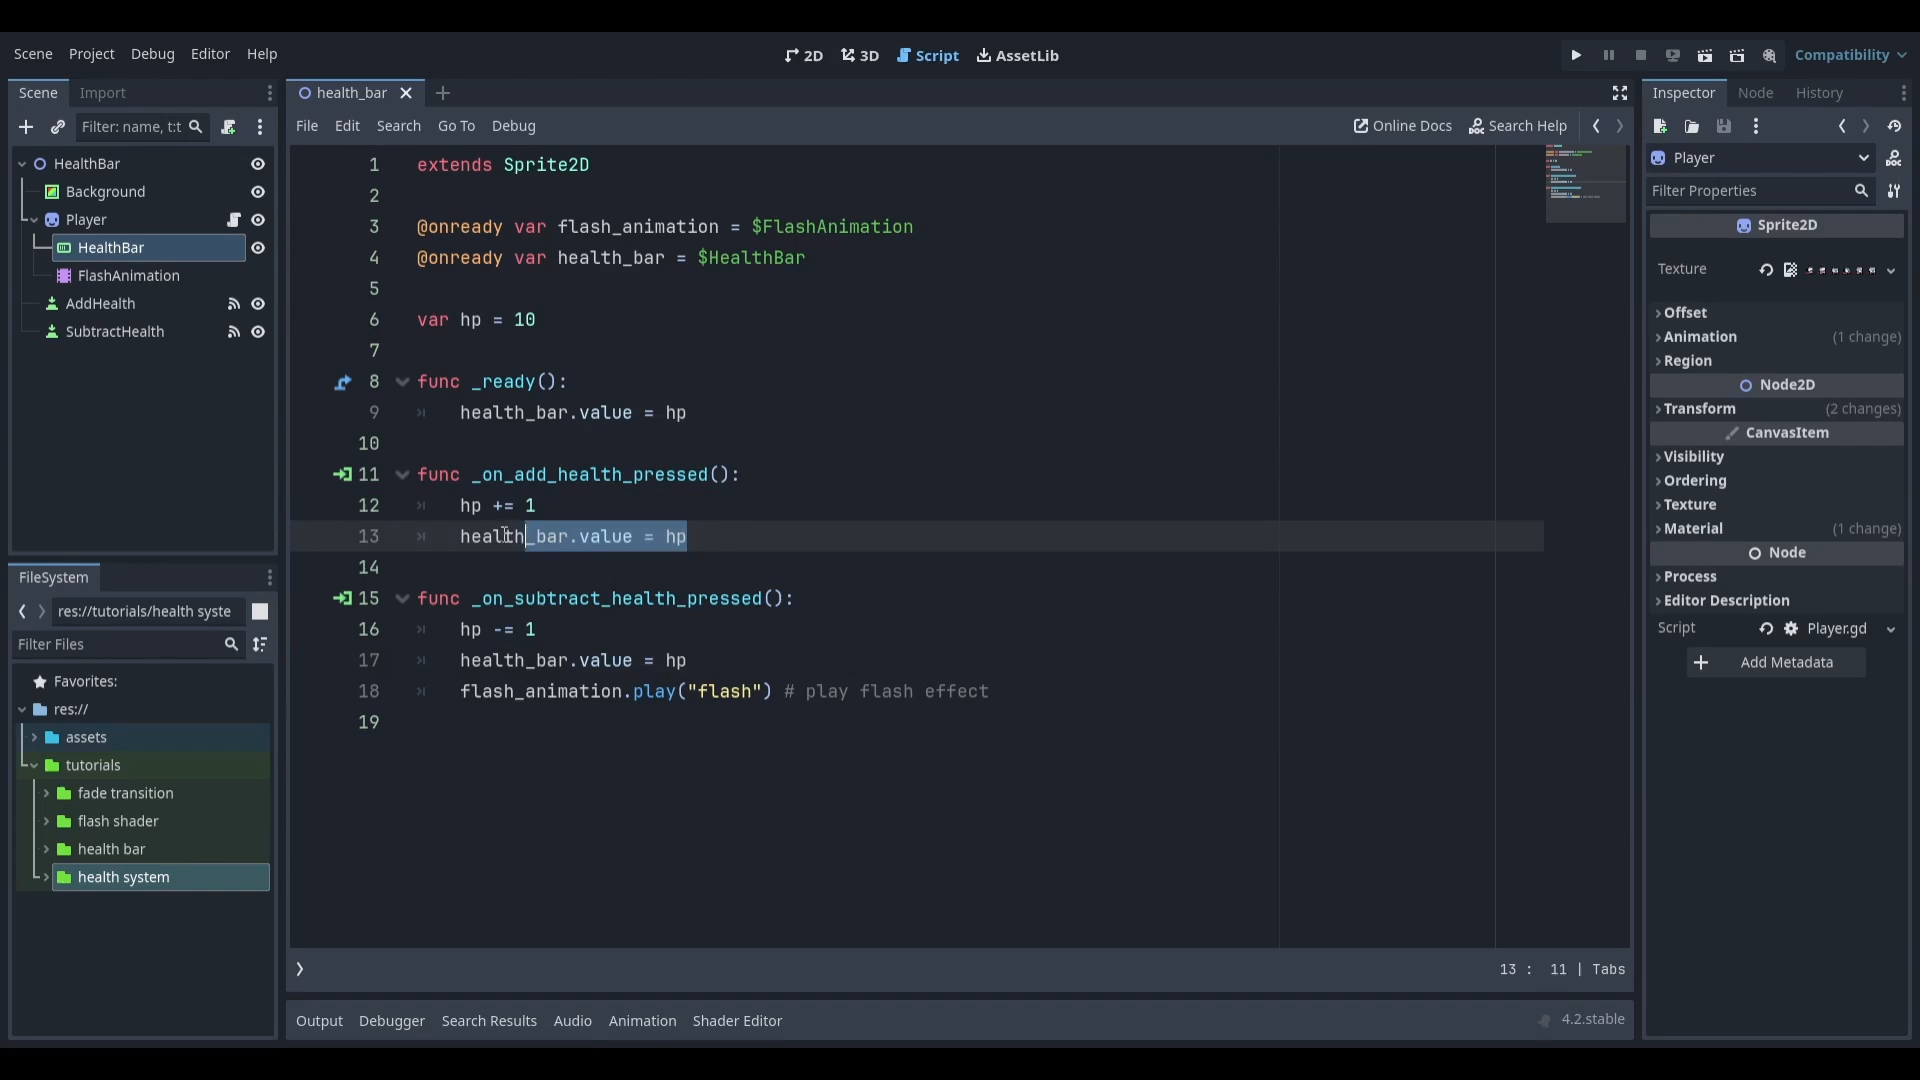 Scene Project Debug Editor Help
2D 3D Script AssetLib
Compatibility
Scene Import
Filter: name, t:t
HealthBar
Background
Player
HealthBar
FlashAnimation
AddHealth
SubtractHealth
FileSystem
res://tutorials/health syste
Filter Files
Favorites:
res://
assets
tutorials
fade transition
flash shader
health bar
health system
health_bar
File Edit Search Go To Debug
Online Docs Search Help
1 extends Sprite2D
2
3 @onready var flash_animation = $FlashAnimation
4 @onready var health_bar = $HealthBar
5
6 var hp = 10
7
8 func _ready():
9 health_bar.value = hp
10
11 func _on_add_health_pressed():
12 hp += 1
13 health_bar.value = hp
14
15 func _on_subtract_health_pressed():
16 hp -= 1
17 health_bar.value = hp
18 flash_animation.play("flash") # play flash effect
19
13 : 11 | Tabs
Output Debugger Search Results Audio Animation Shader Editor
4.2.stable
Inspector Node History
Player
DOC
Filter Properties
Sprite2D
Texture
Offset
Animation (1 change)
Region
Node2D
Transform (2 changes)
CanvasItem
Visibility
Ordering
Texture
Material (1 change)
Node
Process
Editor Description
Script Player.gd
Add Metadata